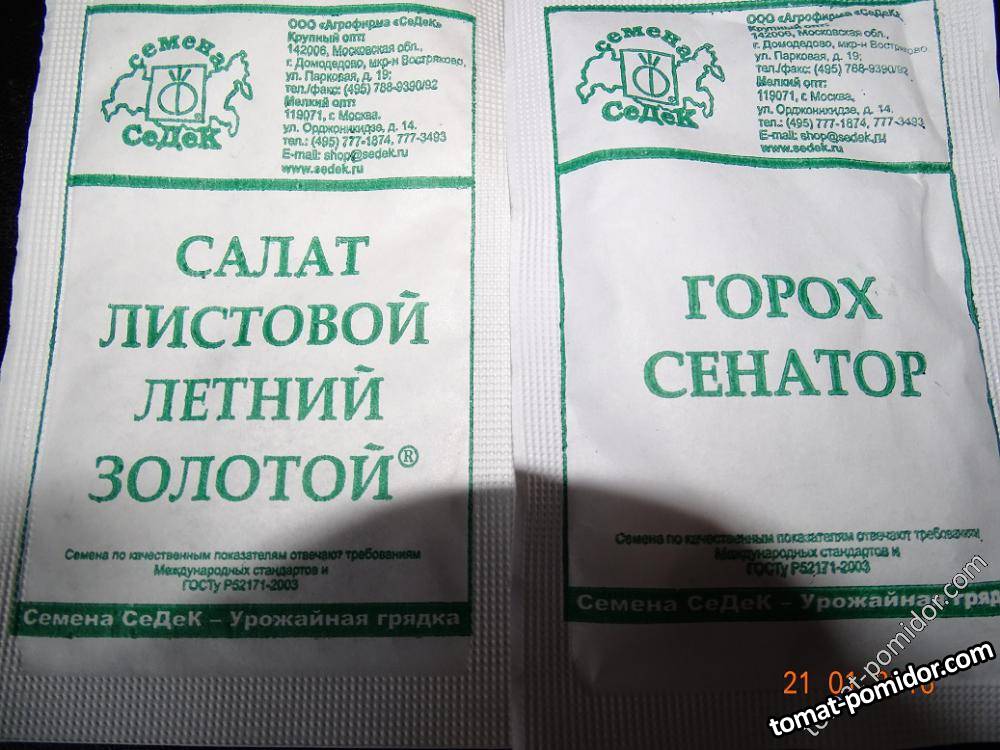 семена
СеДеК
ООО «Агрофирма «СеДеК»
Крупный опт:
142006, Московская обл.,
г. Домодедово, мкр-н Востряково,
ул. Парковая, д. 19;
тел./факс: (495) 788-9390/92
Мелкий опт:
119071, г. Москва,
ул. Орджоникидзе, д. 14.
тел.: (495) 777-1874, 777-3493
E-mail: shop@sedek.ru
www.sedek.ru
САЛАТ
ЛИСТОВОЙ
ЛЕТНИЙ
ЗОЛОТОЙ®
Семена по качественным показателям отвечают требованиям
Международных стандартов и
ГОСТу Р52171-2003
Семена СеДеК – Урожайная грядка
семена
СеДеК
ООО «Агрофирма «СеДеК»
Крупный опт:
142006, Московская обл.,
г. Домодедово, мкр-н Востряково,
ул. Парковая, д. 19;
тел./факс: (495) 788-9390/92
Мелкий опт:
119071, г. Москва,
ул. Орджоникидзе, д. 14.
тел.: (495) 777-1874, 777-3493
E-mail: shop@sedek.ru
www.sedek.ru
ГОРОХ
СЕНАТОР
Семена по качественным показателям отвечают требованиям
Международных стандартов и
ГОСТу Р52171-2003
Семена СеДеК – Урожайная гряд
21 01
tomat-pomidor.com
tomat-pomidor.com